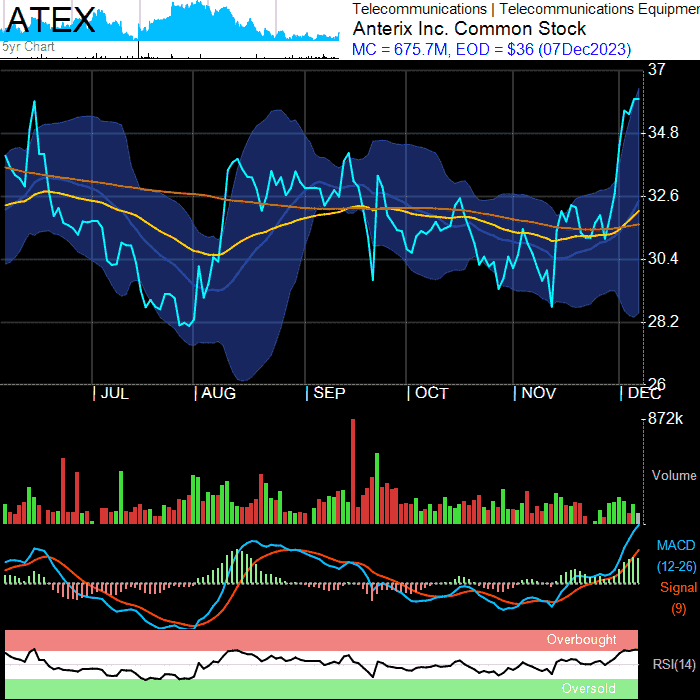 ATEX
5yr Chart
Telecommunications | Telecommunications Equipmen
Anterix Inc. Common Stock
MC = 675.7M, EOD = $36 (07Dec2023)
37
34.8
32.6
30.4
28.2
26
| JUL | AUG | SEP | OCT | NOV | DEC
872k
Volume
MACD
(12-26)
Signal
(9)
Overbought
RSI(14)
Oversold